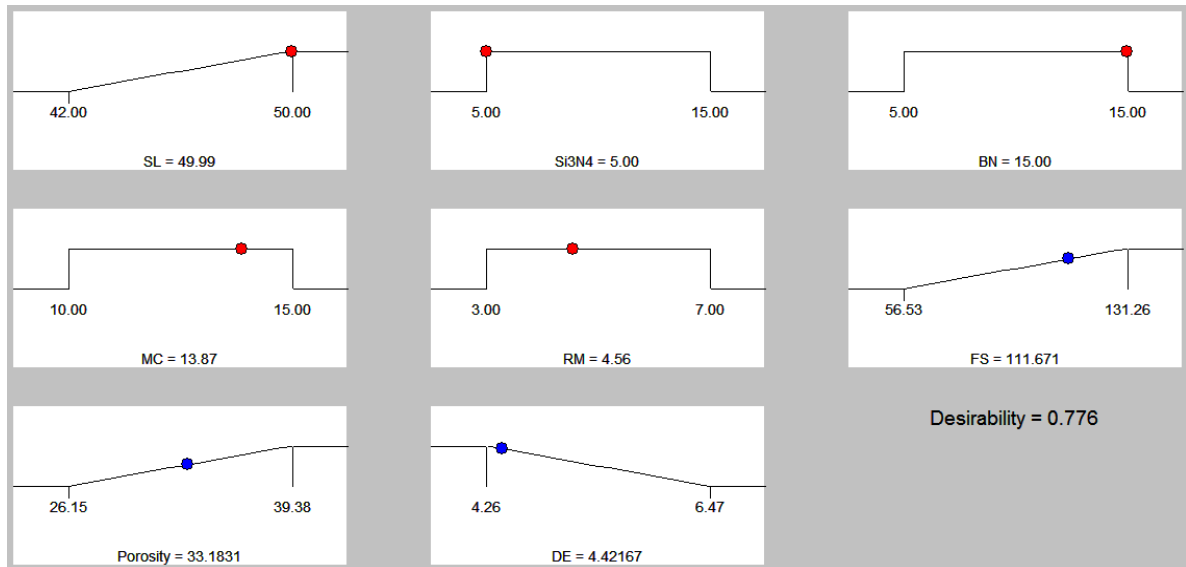 42.00 50.00
SL = 49.99
5.00 15.00
Si3N4 = 5.00
5.00 15.00
BN = 15.00
10.00 15.00
MC = 13.87
3.00 7.00
RM = 4.56
56.53 131.26
FS = 111.671
26.15 39.38
Porosity = 33.1831
4.26 6.47
DE = 4.42167
Desirability = 0.776